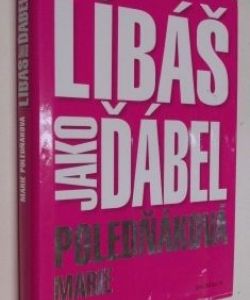 LIBÁŠ
JAKO
ĎÁBEL
POLEDŇÁKOVÁ
MARIE
MARIE POLEDŇÁKOVÁ LIBÁŠ JAKO ĎÁBEL